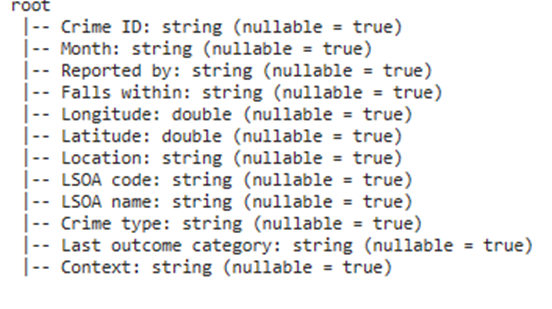 root
 |-- Crime ID: string (nullable = true)
 |-- Month: string (nullable = true)
 |-- Reported by: string (nullable = true)
 |-- Falls within: string (nullable = true)
 |-- Longitude: double (nullable = true)
 |-- Latitude: double (nullable = true)
 |-- Location: string (nullable = true)
 |-- LSOA code: string (nullable = true)
 |-- LSOA name: string (nullable = true)
 |-- Crime type: string (nullable = true)
 |-- Last outcome category: string (nullable = true)
 |-- Context: string (nullable = true)